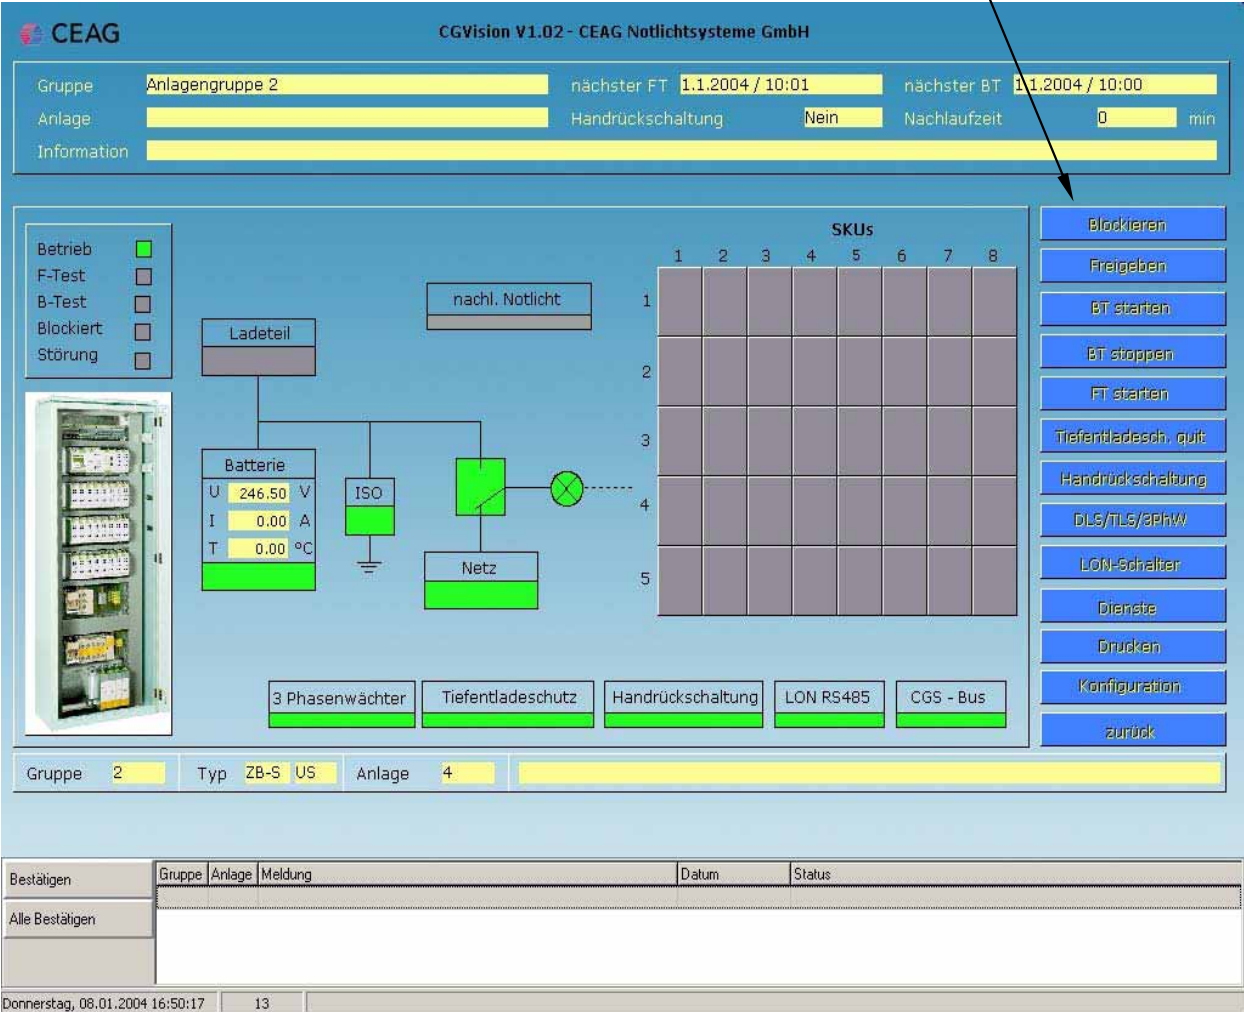 CEAG
CGVision V1.02 - CEAG Notlichtsysteme GmbH
Gruppe Anlagengruppe 2 nächster FT 1.1.2004 / 10:01 nächster BT 1.1.2004 / 10:00
Anlage Handrückschaltung Nein Nachlaufzeit 0 min
Information
Betrieb
F-Test
B-Test
Blockiert
Störung
Ladeteil
nachl. Notlicht
Batterie
U 246.50 V
I 0.00 A
T 0.00 °C
ISO
Netz
SKUs
1 2 3 4 5 6 7 8
1
2
3
4
5
3 Phasenwächter Tiefentladeschutz Handrückschaltung LON RS485 CGS - Bus
Blockieren
Freigeben
BT starten
BT stoppen
FT starten
Tiefentladesch. quit
Handrückschaltung
DLS/TLS/3PhW
LON-Schalter
Dienste
Drucken
Konfiguration
zurück
Gruppe 2 Typ ZB-S US Anlage 4
Bestätigen
Alle Bestätigen
Gruppe Anlage Meldung Datum Status
Donnerstag, 08.01.2004 16:50:17 13